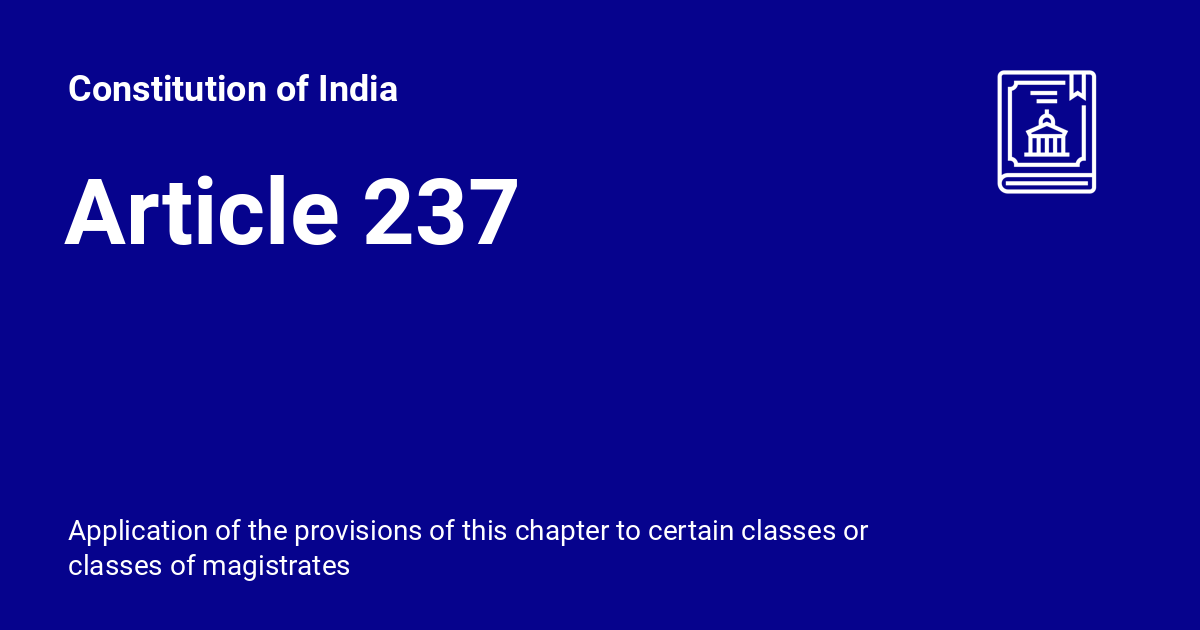 Constitution of India
Article 237
Application of the provisions of this chapter to certain classes or
classes of magistrates